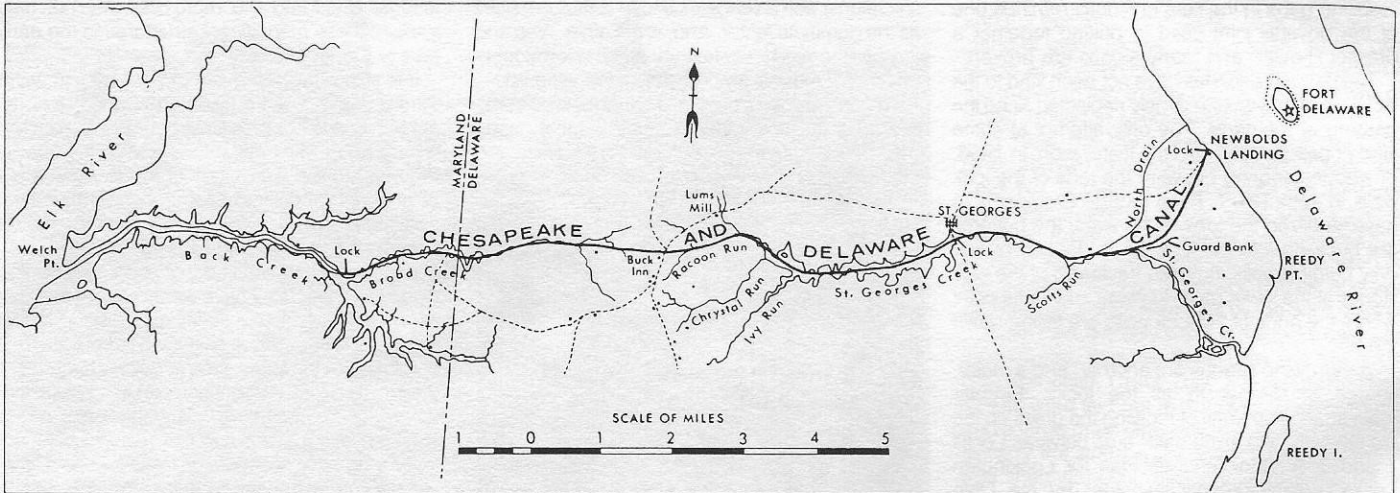 N
Elk River
MARYLAND
DELAWARE
FORT
DELAWARE
NEWBOLDS
LANDING
Lock
North Drain
Delaware River
Lums
Mill
ST. GEORGES
Welch
Pt.
Back Creek
Lock
Broad Creek
CHESAPEAKE AND DELAWARE CANAL
Buck
Inn
Racoon Run
Chrystal Run
Ivy Run
St. Georges Creek
Lock
Scotts Run
Guard Bank
St. Georges Cr.
REEDY
PT.
REEDY I.
SCALE OF MILES
1 0 1 2 3 4 5